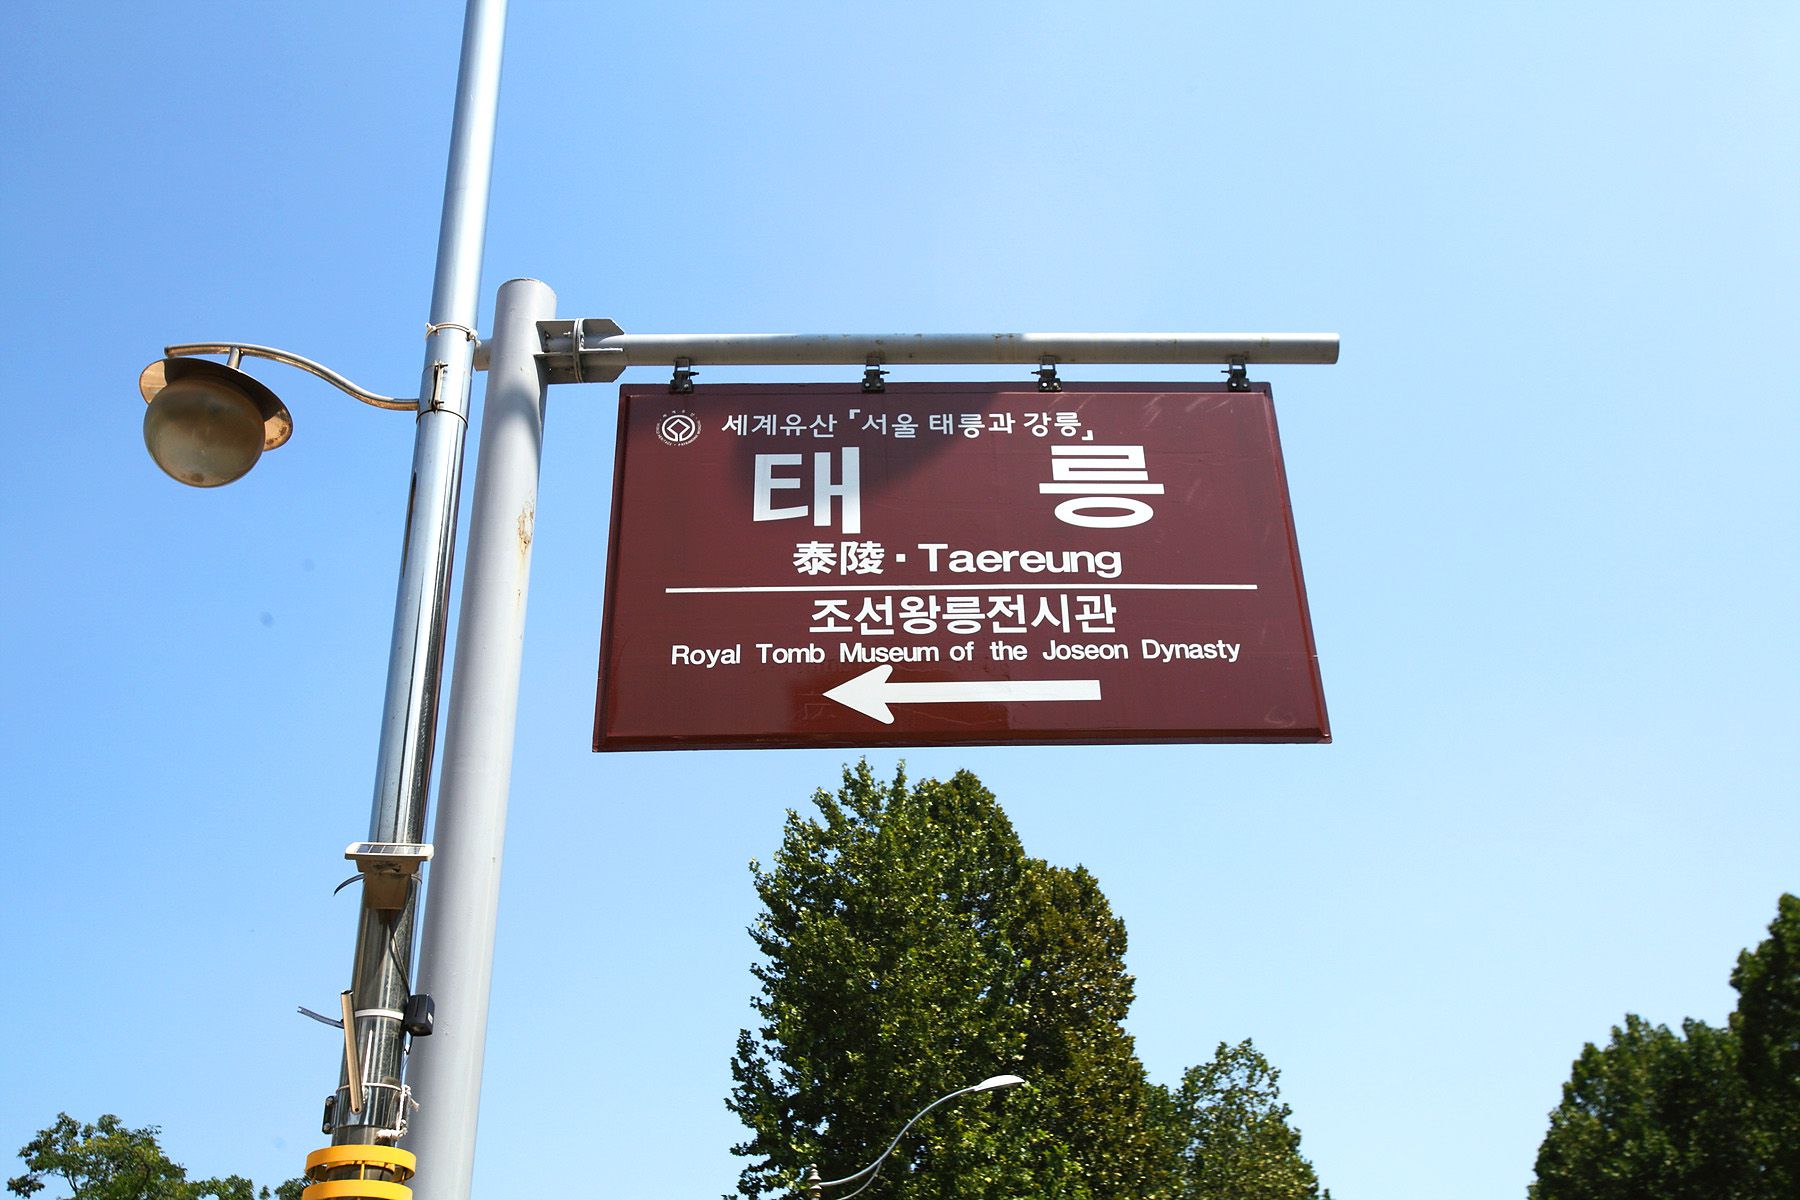 세계유산 「서울 태릉과 강릉」
태 릉
泰陵·Taereung
조선왕릉전시관
Royal Tomb Museum of the Joseon Dynasty